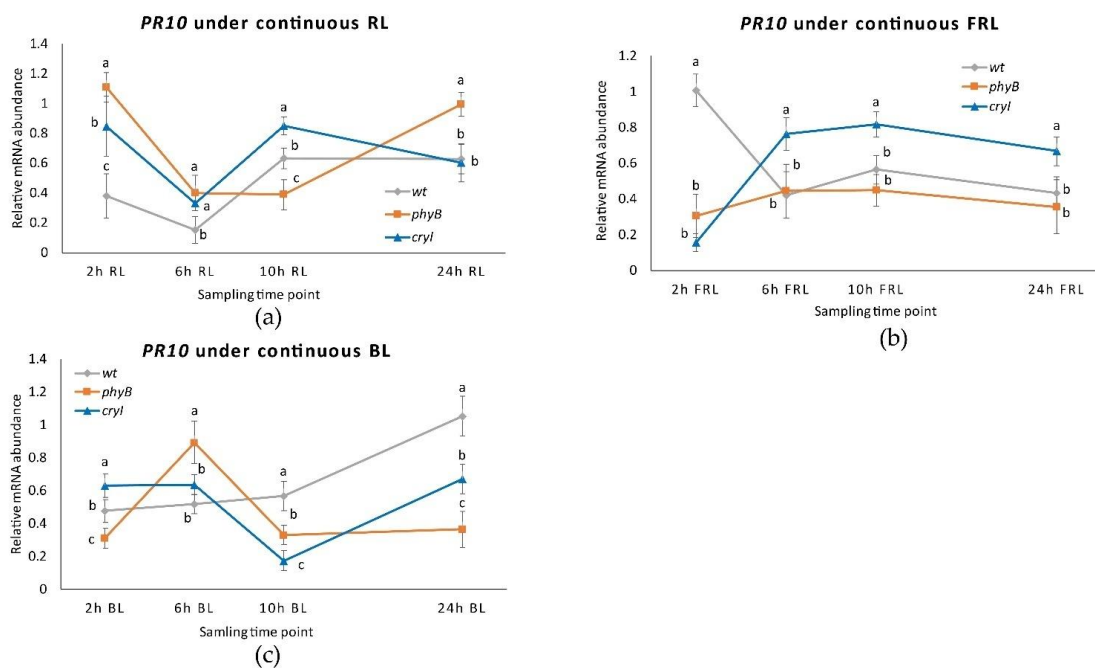 PR10 under continuous RL
1.4
1.2
1
0.8
0.6
0.4
0.2
0
Relative mRNA abundance
a
b
c
a
a
b
a
b
c
a
b
b
wt
phyB
cryI
2h RL 6h RL 10h RL 24h RL
Sampling time point
(a)
PR10 under continuous FRL
1.2
1
0.8
0.6
0.4
0.2
0
Relative mRNA abundance
wt
phyB
cryI
a
b
b
a
b
b
a
b
b
a
b
b
2h FRL 6h FRL 10h FRL 24h FRL
Sampling time point
(b)
PR10 under continuous BL
1.4
1.2
1
0.8
0.6
0.4
0.2
0
Relative mRNA abundance
wt
phyB
cryI
a
b
c
a
b
b
a
b
c
a
b
c
2h BL 6h BL 10h BL 24h BL
Samling time point
(c)